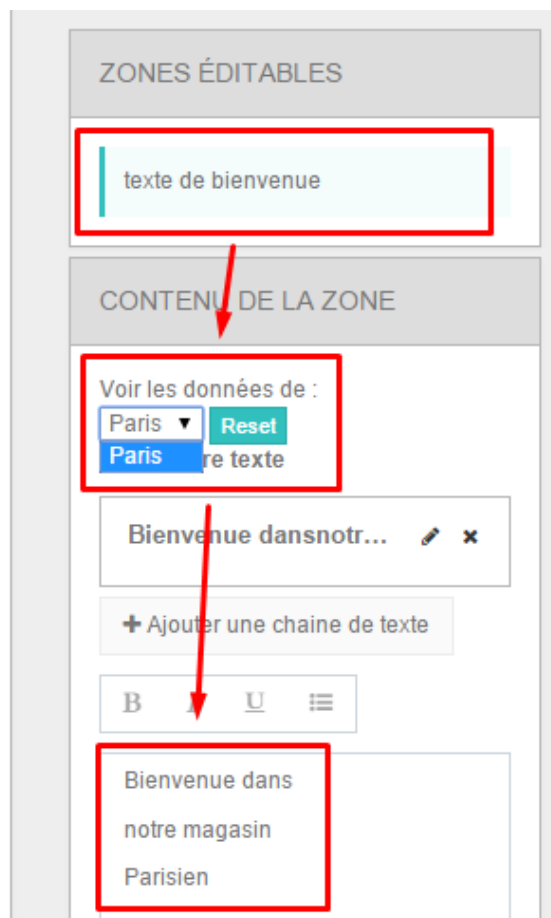 ZONES ÉDITABLES
texte de bienvenue
CONTENU DE LA ZONE
Voir les données de :
Paris ▼ Reset
Paris re texte
Bienvenue dansnotr...
+ Ajouter une chaine de texte
B I U
Bienvenue dans
notre magasin
Parisien